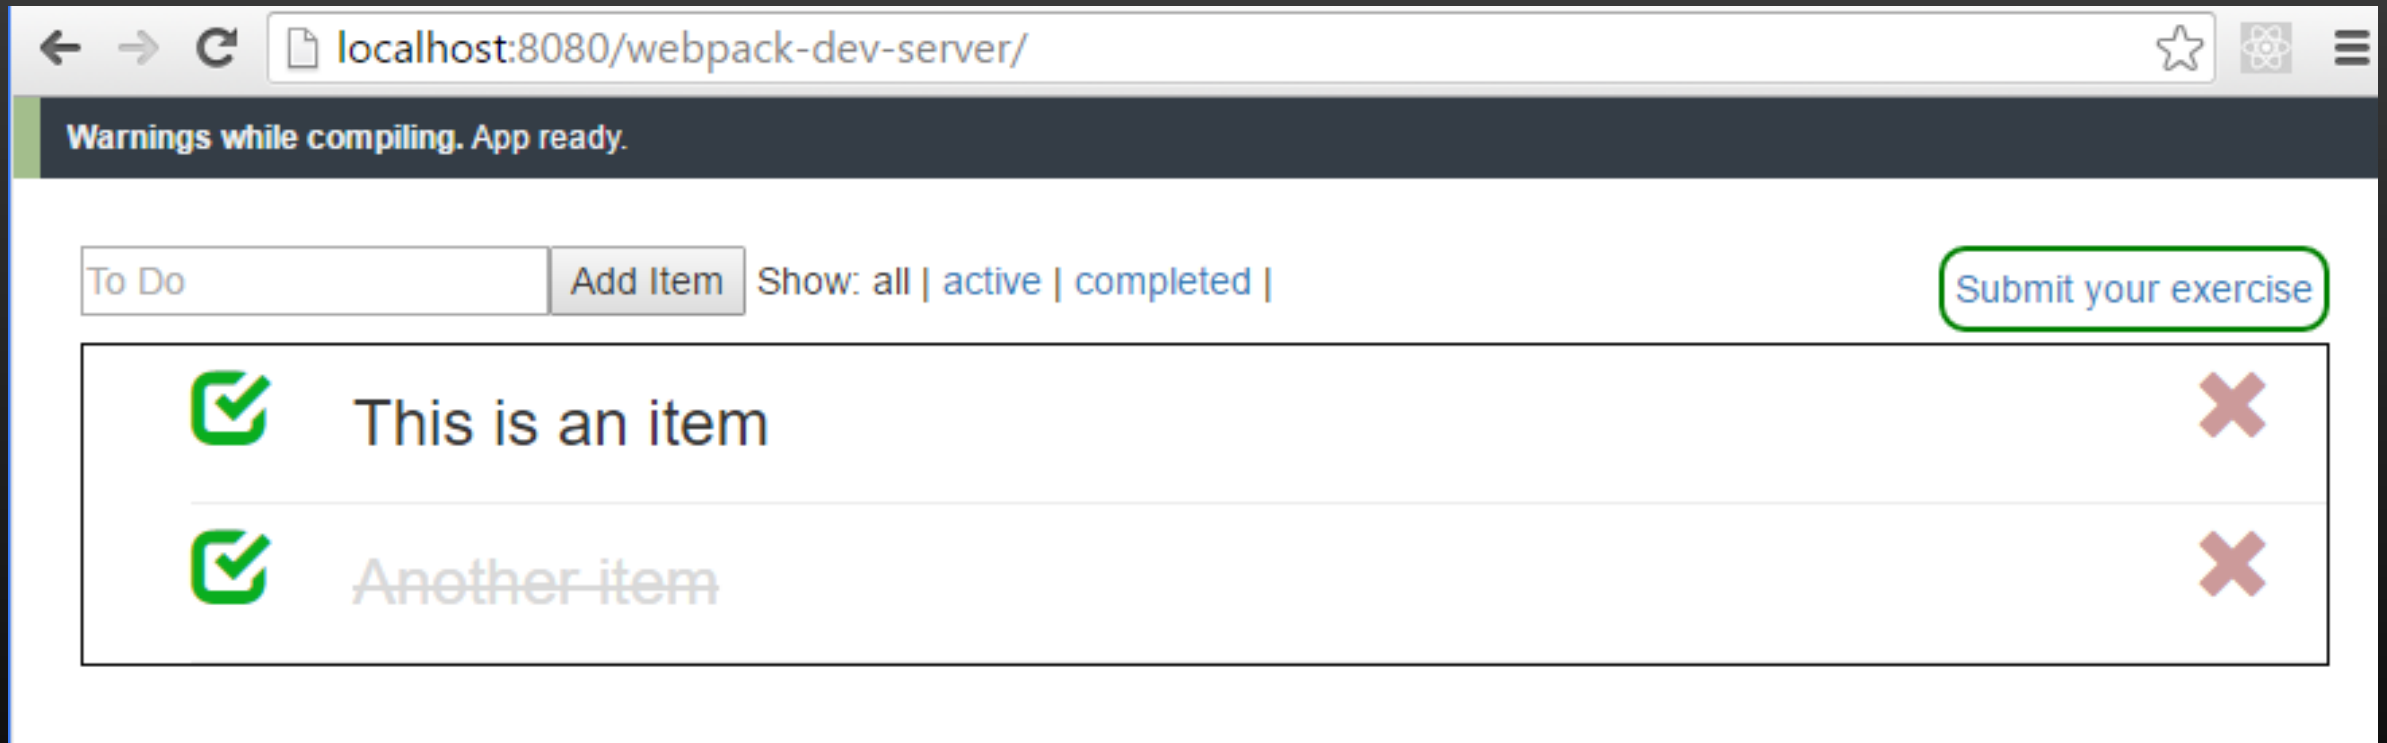 localhost:8080/webpack-dev-server/
Warnings while compiling. App ready.
To Do Add Item Show: all | active | completed | Submit your exercise
This is an item
Another item